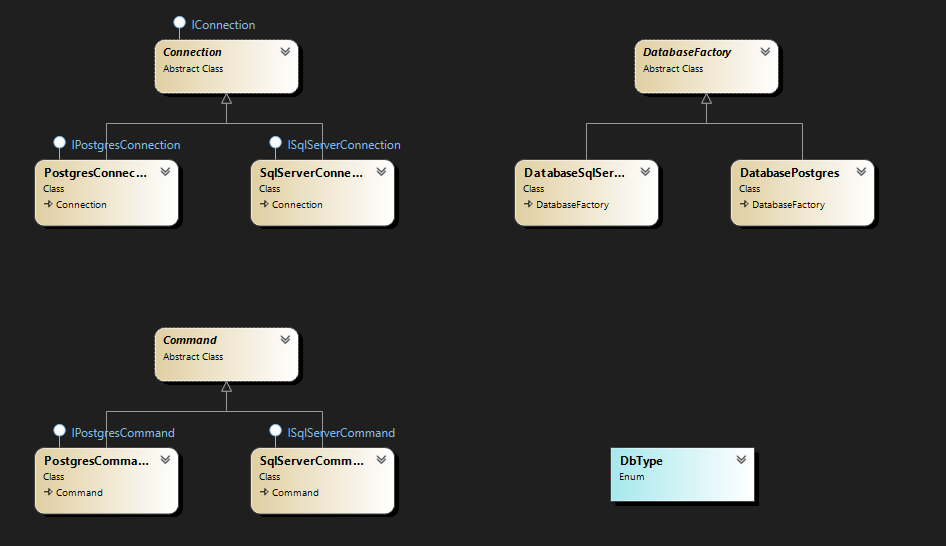 IConnection
Connection
Abstract Class
IPostgresConnection
PostgresConnec...
Class
Connection
ISqlServerConnection
SqlServerConne...
Class
Connection
DatabaseFactory
Abstract Class
DatabaseSqlSer...
Class
DatabaseFactory
DatabasePostgres
Class
DatabaseFactory
Command
Abstract Class
IPostgresCommand
PostgresComma...
Class
Command
ISqlServerCommand
SqlServerComm...
Class
Command
DbType
Enum